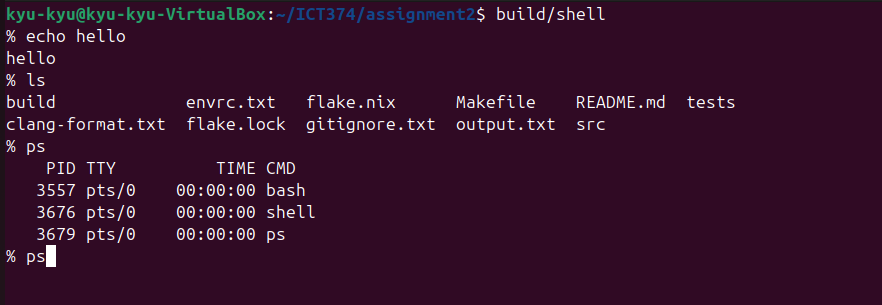 kyu-kyu@kyu-kyu-VirtualBox:~/ICT374/assignment2$ build/shell
% echo hello
hello
% ls
build             envrc.txt   flake.nix      Makefile    README.md  tests
clang-format.txt  flake.lock  gitignore.txt  output.txt  src
% ps
    PID TTY          TIME CMD
   3557 pts/0    00:00:00 bash
   3676 pts/0    00:00:00 shell
   3679 pts/0    00:00:00 ps
% ps